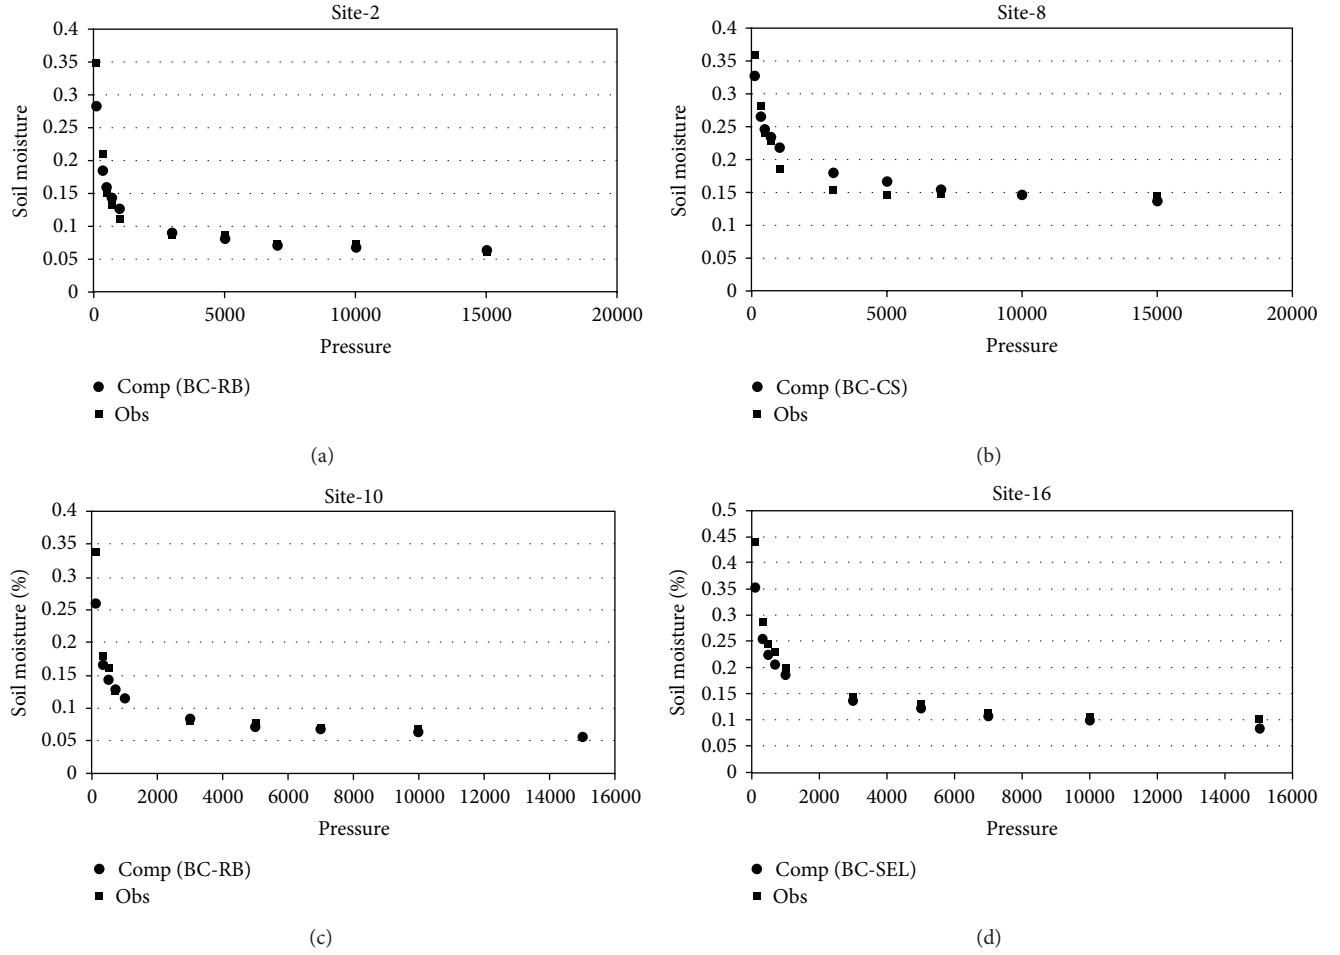 Site-2
0.4
0.35
0.3
0.25
0.2
0.15
0.1
0.05
0
Soil moisture
0 5000 10000 15000 20000
Pressure
Comp (BC-RB)
Obs
(a)
Site-8
0.4
0.35
0.3
0.25
0.2
0.15
0.1
0.05
0
Soil moisture
0 5000 10000 15000 20000
Pressure
Comp (BC-CS)
Obs
(b)
Site-10
0.4
0.35
0.3
0.25
0.2
0.15
0.1
0.05
0
Soil moisture (%)
0 2000 4000 6000 8000 10000 12000 14000 16000
Pressure
Comp (BC-RB)
Obs
(c)
Site-16
0.5
0.45
0.4
0.35
0.3
0.25
0.2
0.15
0.1
0.05
0
Soil moisture (%)
0 2000 4000 6000 8000 10000 12000 14000 16000
Pressure
Comp (BC-SEL)
Obs
(d)